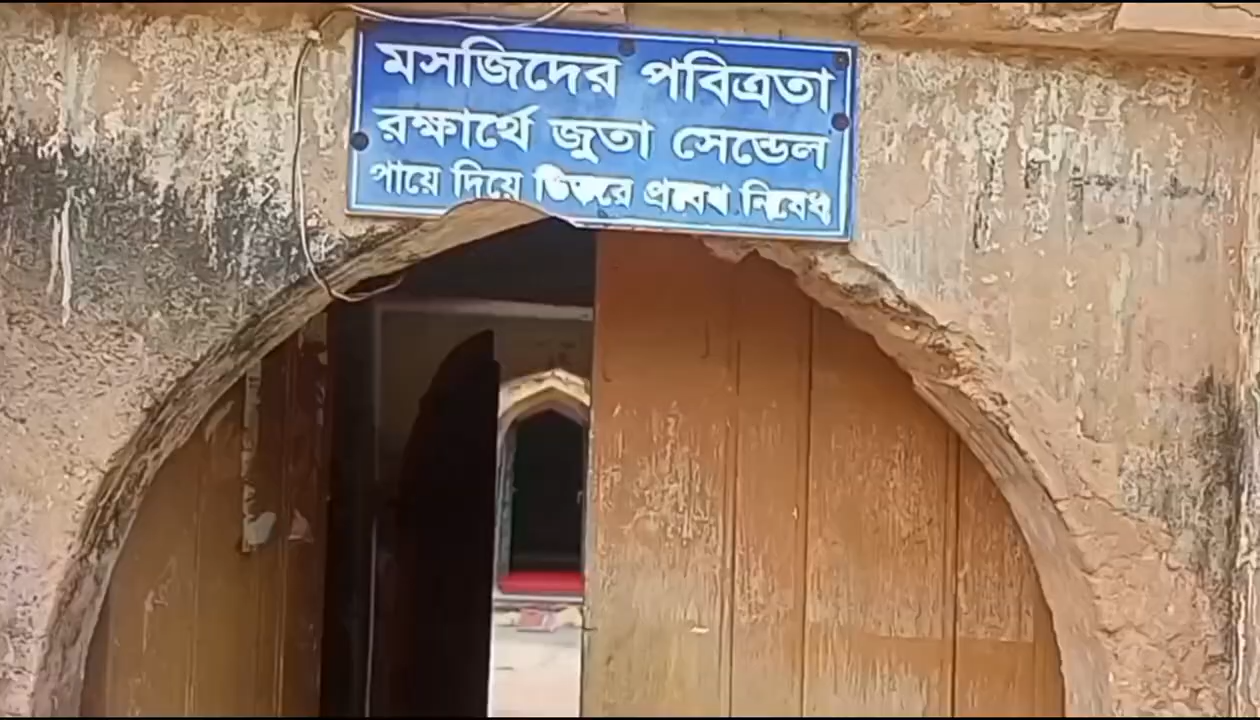 মসজিদের পবিত্রতা
রক্ষার্থে জুতা সেন্ডেল
পায়ে দিয়ে ভিতরে প্রবেশ নিষেধ